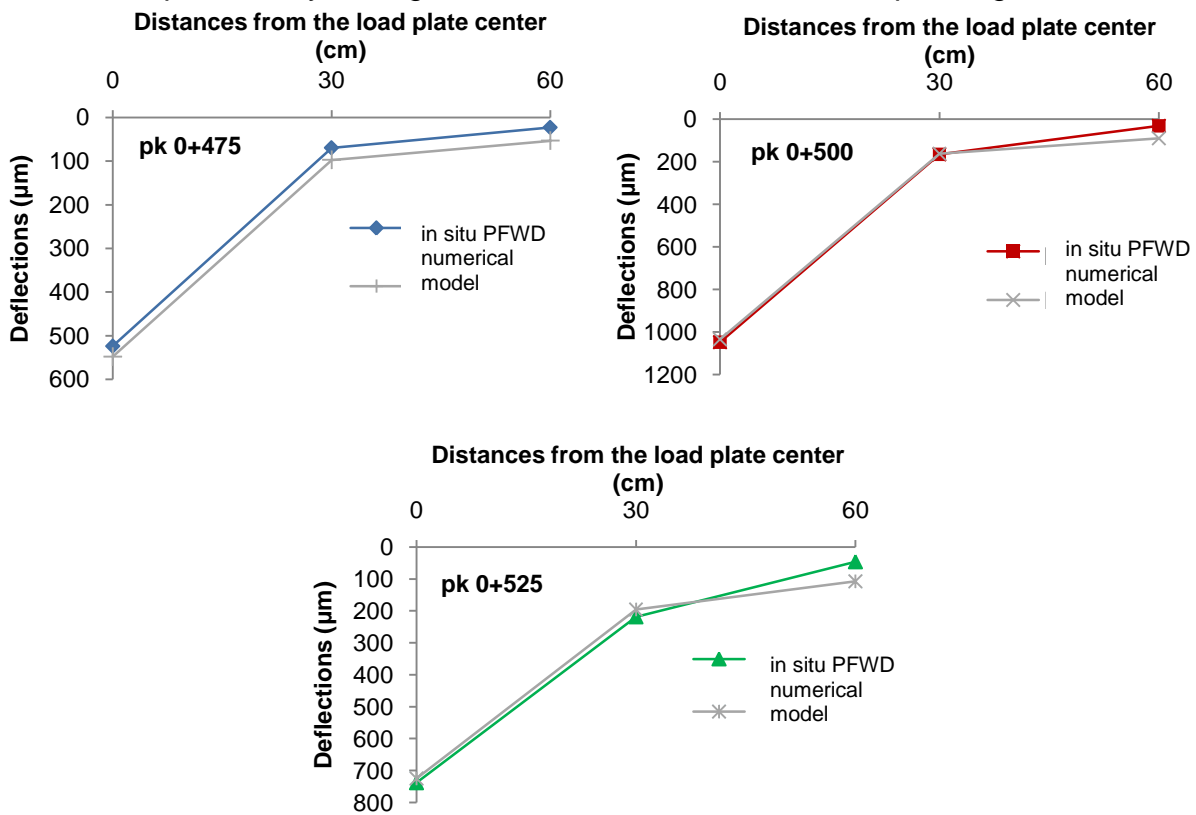 Distances from the load plate center
(cm)
0 30 60
0
100
200
300
400
500
600
Deflections (µm)
pk 0+475
in situ PFWD
numerical
model
Distances from the load plate center
(cm)
0 30 60
0
200
400
600
800
1000
1200
Deflections (µm)
pk 0+500
in situ PFWD
numerical
model
Distances from the load plate center
(cm)
0 30 60
0
100
200
300
400
500
600
700
800
Deflections (µm)
pk 0+525
in situ PFWD
numerical
model